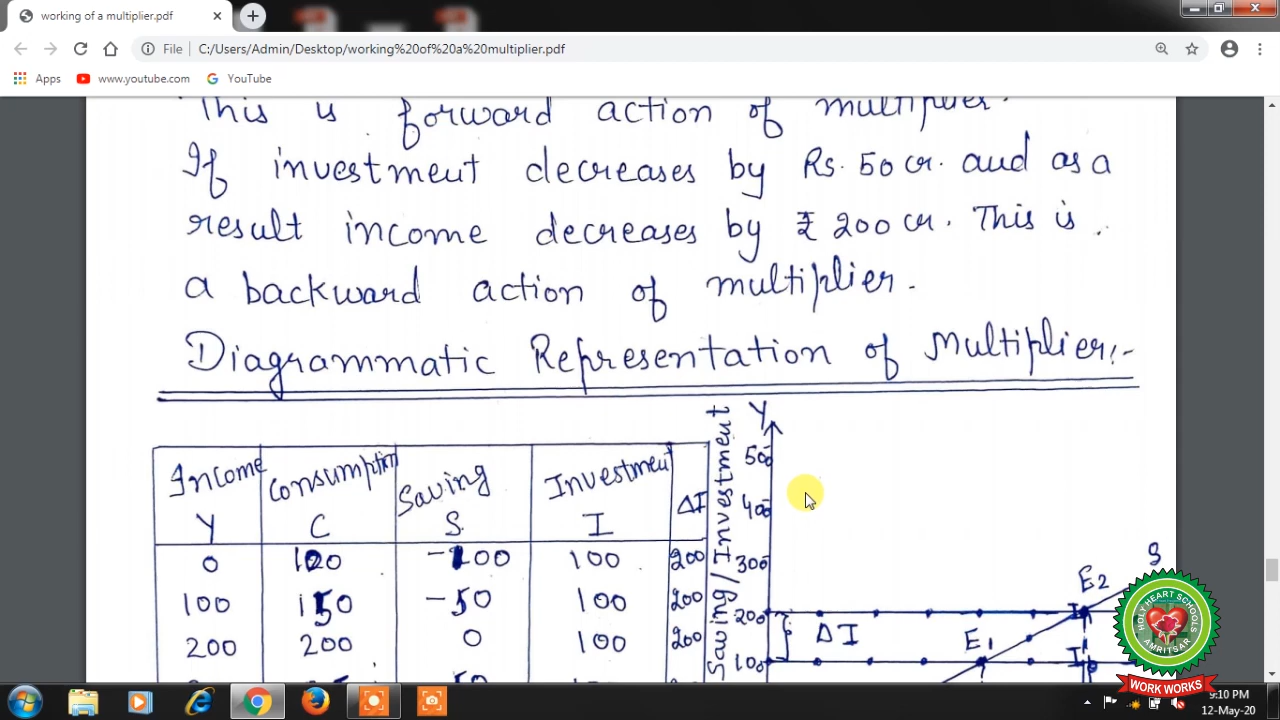 working of a multiplier.pdf
File C:/Users/Admin/Desktop/working%20of%20a%20multiplier.pdf
Apps www.youtube.com YouTube
This is forward action of multiplier.
If investment decreases by Rs. 50 cr. and as a
result income decreases by ₹ 200 cr. This is
a backward action of multiplier.
Diagrammatic Representation of Multiplier:-
Income Consumption Saving Investment ΔI
Y C S I
0 100 -100 100 200
100 150 -50 100 200
200 200 0 100 200
Saving/Investment
Y
500
400
300
200
100
ΔI
E1
E2
S
I
I
HOLY HEART SCHOOLS
AMRITSAR
WORK WORKS
9:10 PM
12-May-20